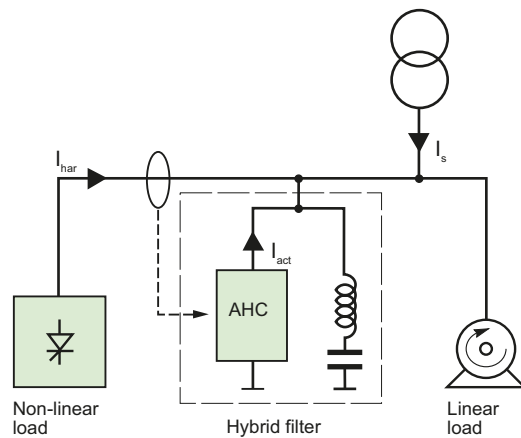 I_s
I_har
I_act
AHC
Non-linear
load
Hybrid filter
Linear
load